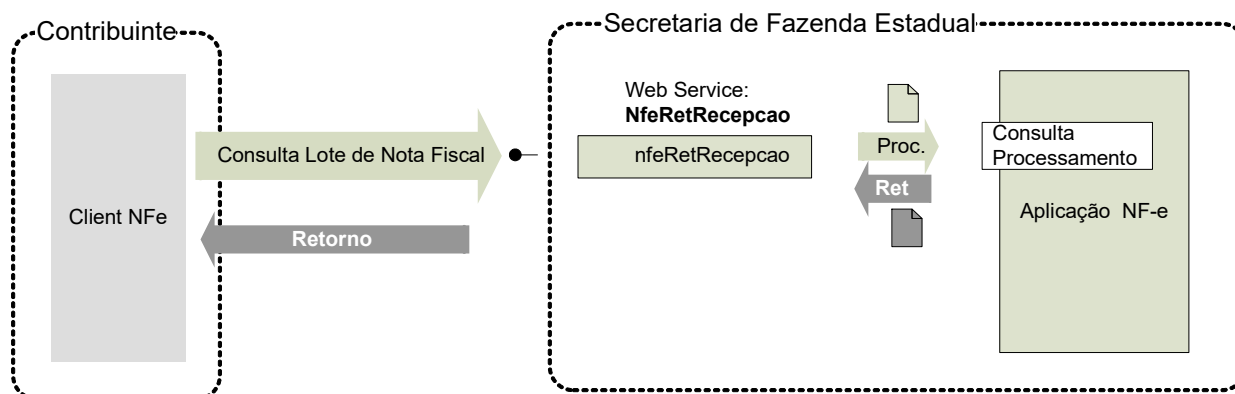 Contribuinte
Secretaria de Fazenda Estadual
Web Service:
NfeRetRecepcao
Consulta
Processamento
Consulta Lote de Nota Fiscal
nfeRetRecepcao
Proc.
Ret
Client NFe
Aplicação NF-e
Retorno